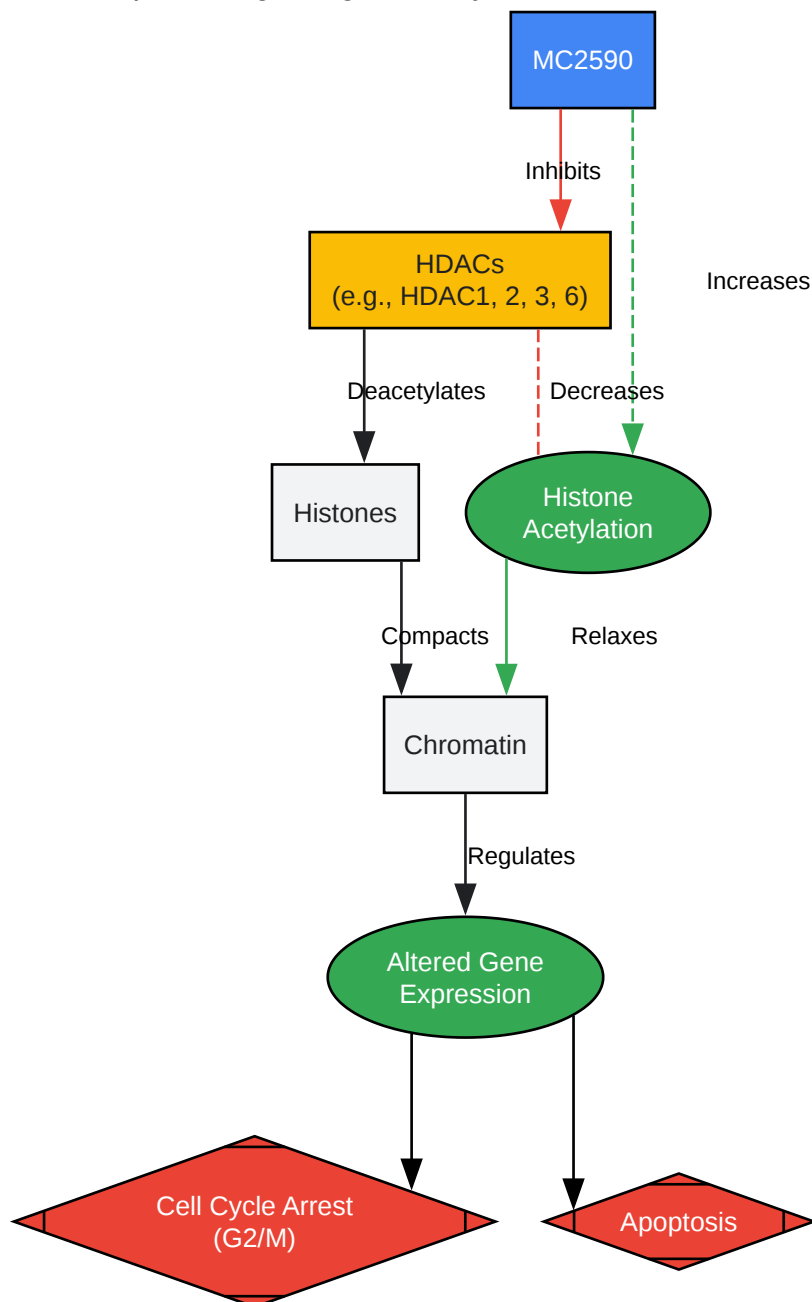 MC2590
Inhibits
HDACs
(e.g., HDAC1, 2, 3, 6)
Increases
Deacetylates
Decreases
Histones
Histone
Acetylation
Compacts
Relaxes
Chromatin
Regulates
Altered Gene
Expression
Cell Cycle Arrest
(G2/M)
Apoptosis